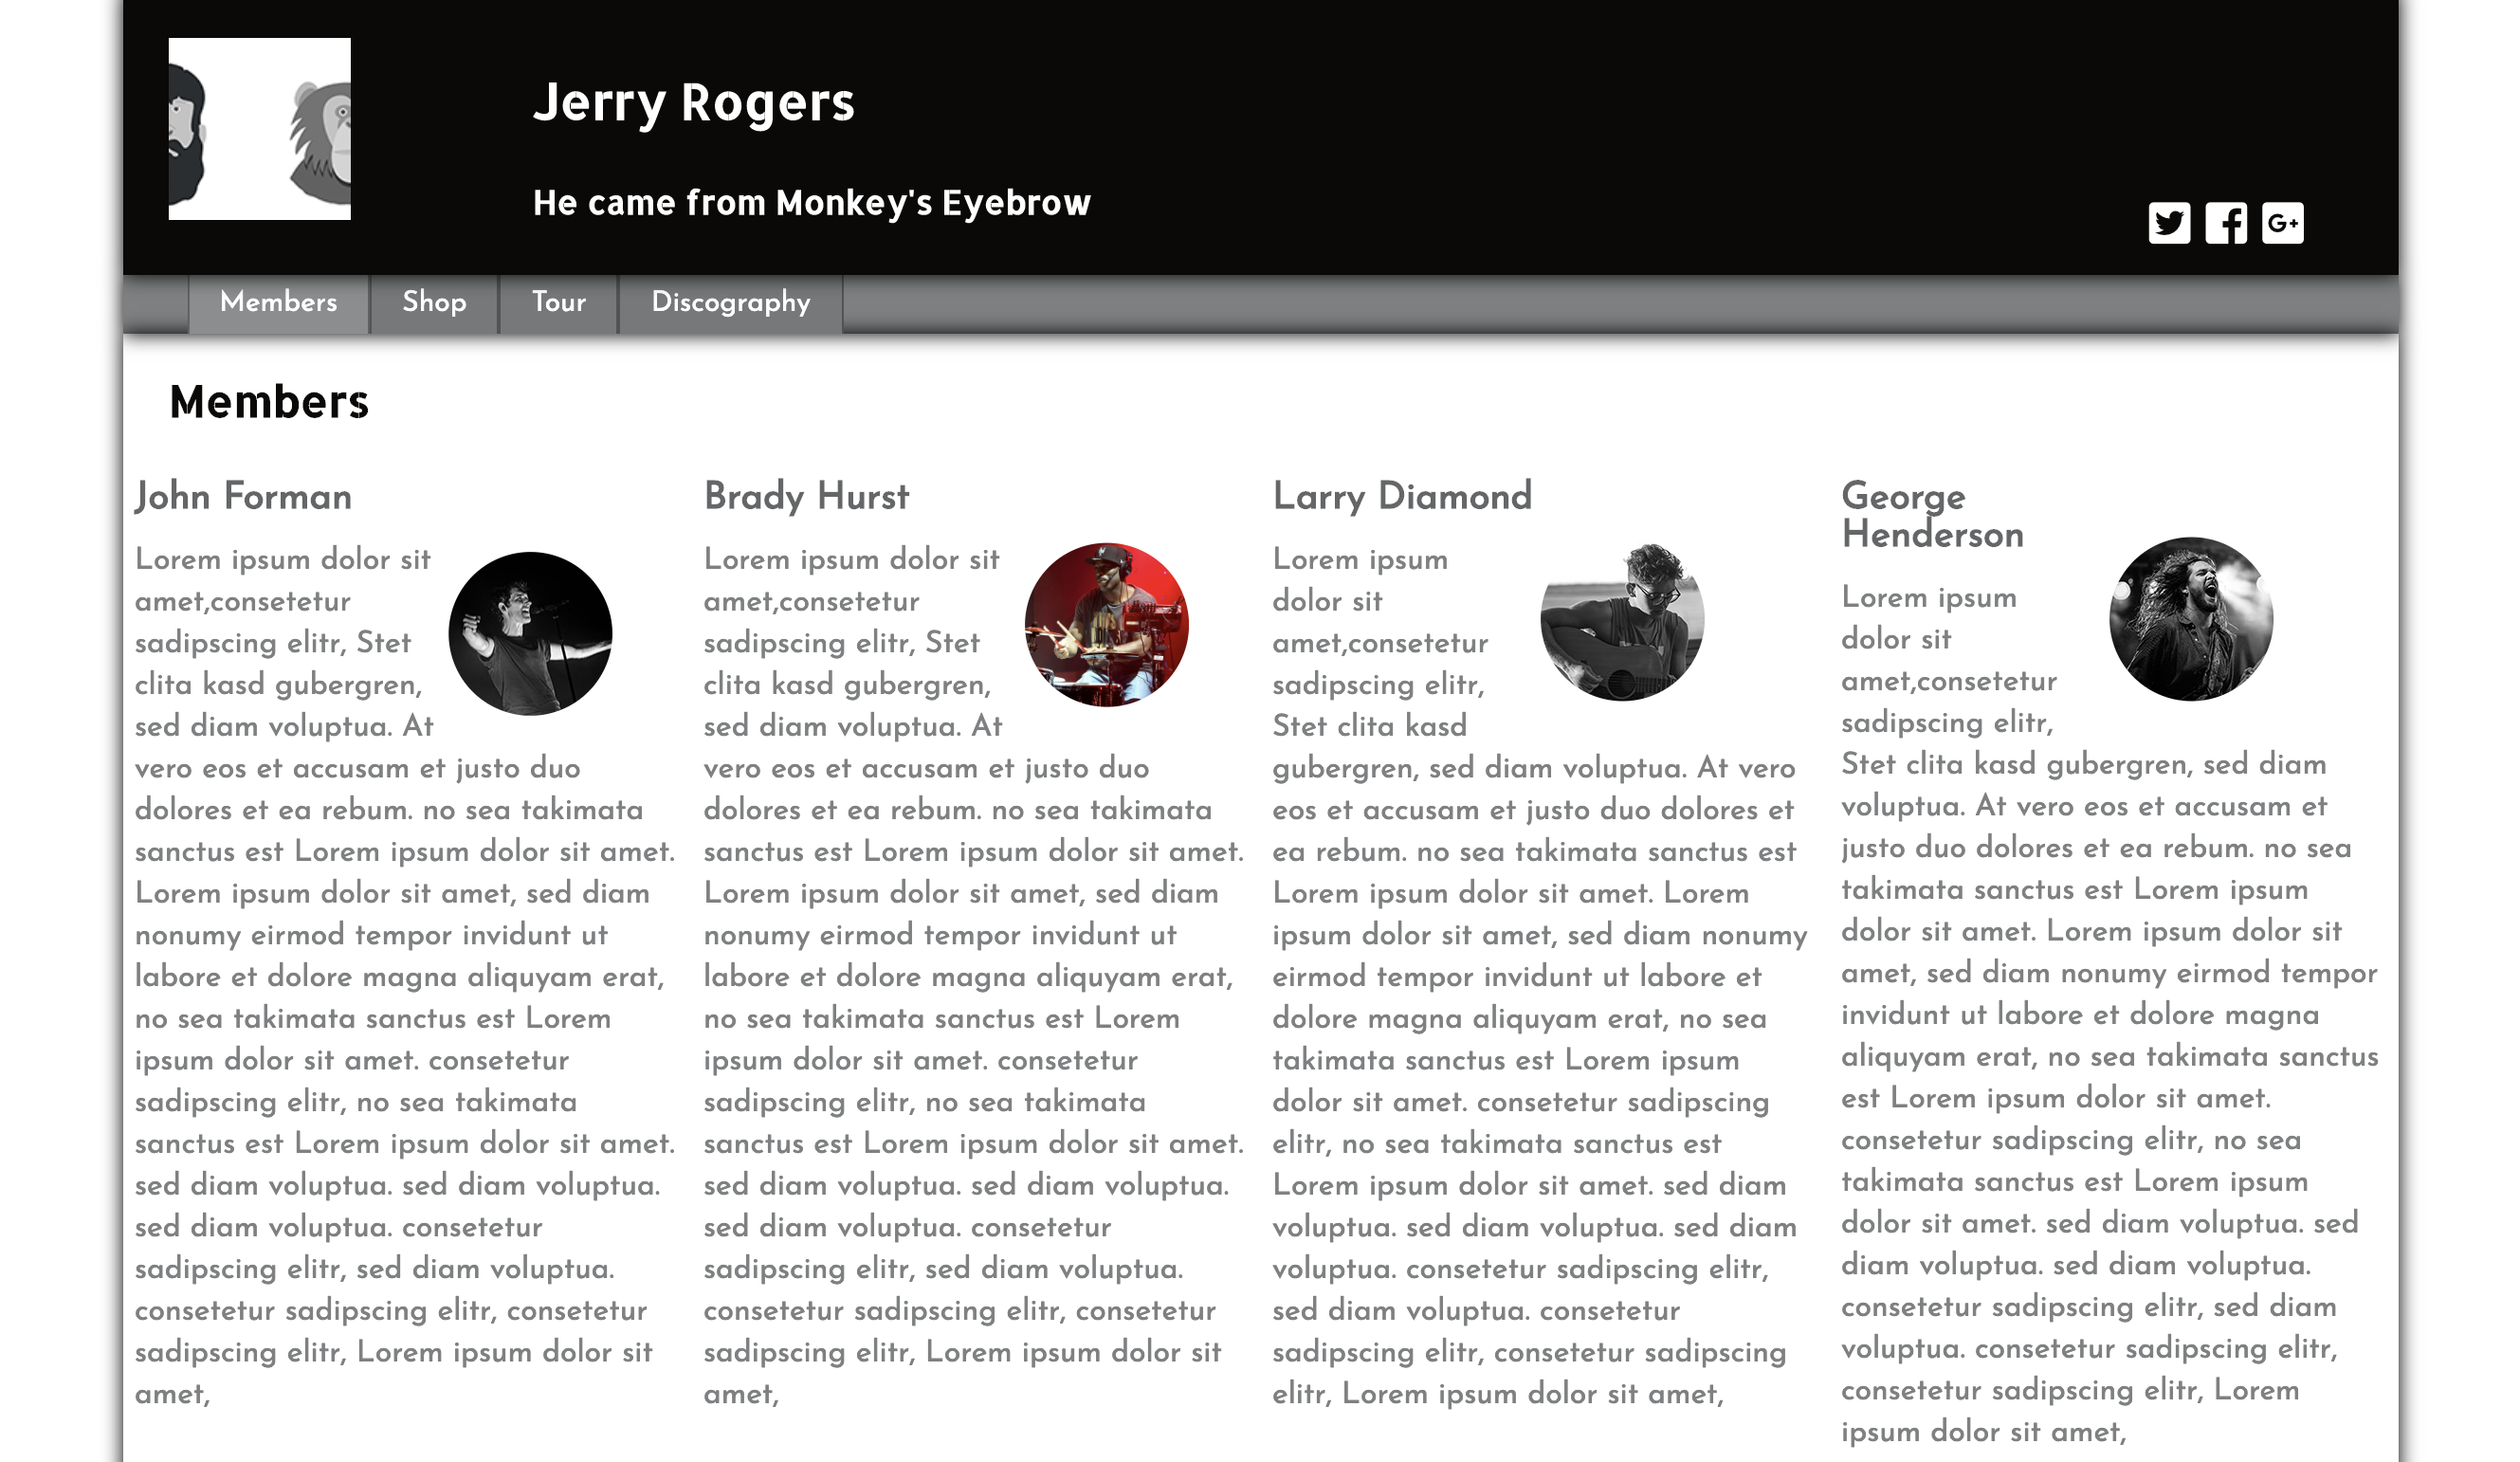 Jerry Rogers
He came from Monkey's Eyebrow
G+
Members
Shop
Tour
Discography
Members
John Forman
Lorem ipsum dolor sit
amet,consetetur
sadipscing elitr, Stet
clita kasd gubergren,
sed diam voluptua. At
vero eos et accusam et justo duo
dolores et ea rebum. no sea takimata
sanctus est Lorem ipsum dolor sit amet.
Lorem ipsum dolor sit amet, sed diam
nonumy eirmod tempor invidunt ut
labore et dolore magna aliquyam erat,
no sea takimata sanctus est Lorem
ipsum dolor sit amet. consetetur
sadipscing elitr, no sea takimata
sanctus est Lorem ipsum dolor sit amet.
sed diam voluptua. sed diam voluptua.
sed diam voluptua. consetetur
sadipscing elitr, sed diam voluptua.
consetetur sadipscing elitr, consetetur
sadipscing elitr, Lorem ipsum dolor sit
amet,
Brady Hurst
Lorem ipsum dolor sit
amet,consetetur
sadipscing elitr, Stet
clita kasd gubergren,
sed diam voluptua. At
vero eos et accusam et justo duo
dolores et ea rebum. no sea takimata
sanctus est Lorem ipsum dolor sit amet.
Lorem ipsum dolor sit amet, sed diam
nonumy eirmod tempor invidunt ut
labore et dolore magna aliquyam erat,
no sea takimata sanctus est Lorem
ipsum dolor sit amet. consetetur
sadipscing elitr, no sea takimata
sanctus est Lorem ipsum dolor sit amet.
sed diam voluptua. sed diam voluptua.
sed diam voluptua. consetetur
sadipscing elitr, sed diam voluptua.
consetetur sadipscing elitr, consetetur
sadipscing elitr, Lorem ipsum dolor sit
amet,
Larry Diamond
Lorem ipsum
dolor sit
amet,consetetur
sadipscing elitr,
Stet clita kasd
gubergren, sed diam voluptua. At vero
eos et accusam et justo duo dolores et
ea rebum. no sea takimata sanctus est
Lorem ipsum dolor sit amet. Lorem
ipsum dolor sit amet, sed diam nonumy
eirmod tempor invidunt ut labore et
dolore magna aliquyam erat, no sea
takimata sanctus est Lorem ipsum
dolor sit amet. consetetur sadipscing
elitr, no sea takimata sanctus est
Lorem ipsum dolor sit amet. sed diam
voluptua. sed diam voluptua. sed diam
voluptua. consetetur sadipscing elitr,
sed diam voluptua. consetetur
sadipscing elitr, consetetur sadipscing
elitr, Lorem ipsum dolor sit amet,
George
Henderson
Lorem ipsum
dolor sit
amet,consetetur
sadipscing elitr,
Stet clita kasd gubergren, sed diam
voluptua. At vero eos et accusam et
justo duo dolores et ea rebum. no sea
takimata sanctus est Lorem ipsum
dolor sit amet. Lorem ipsum dolor sit
amet, sed diam nonumy eirmod tempor
invidunt ut labore et dolore magna
aliquyam erat, no sea takimata sanctus
est Lorem ipsum dolor sit amet.
consetetur sadipscing elitr, no sea
takimata sanctus est Lorem ipsum
dolor sit amet. sed diam voluptua. sed
diam voluptua. sed diam voluptua.
consetetur sadipscing elitr, sed diam
voluptua. consetetur sadipscing elitr,
consetetur sadipscing elitr, Lorem
ipsum dolor sit amet,